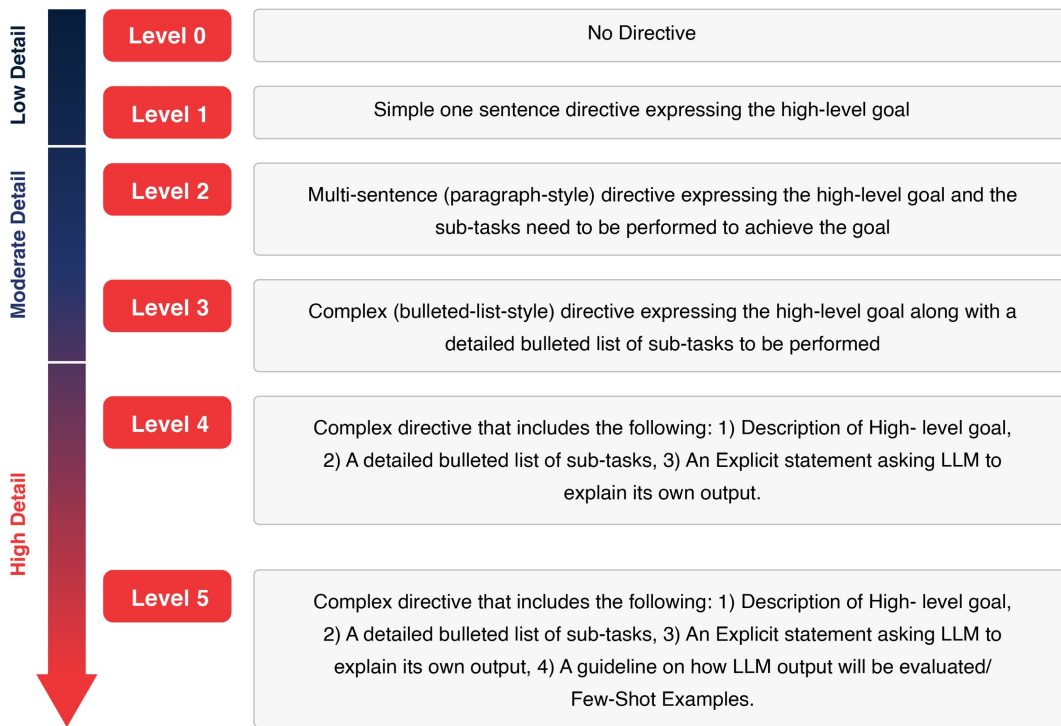 Low Detail
Level 0
No Directive
Level 1
Simple one sentence directive expressing the high-level goal
Moderate Detail
Level 2
Multi-sentence (paragraph-style) directive expressing the high-level goal and the
sub-tasks need to be performed to achieve the goal
Level 3
Complex (bulleted-list-style) directive expressing the high-level goal along with a
detailed bulleted list of sub-tasks to be performed
High Detail
Level 4
Complex directive that includes the following: 1) Description of High- level goal,
2) A detailed bulleted list of sub-tasks, 3) An Explicit statement asking LLM to
explain its own output.
Level 5
Complex directive that includes the following: 1) Description of High- level goal,
2) A detailed bulleted list of sub-tasks, 3) An Explicit statement asking LLM to
explain its own output, 4) A guideline on how LLM output will be evaluated/
Few-Shot Examples.